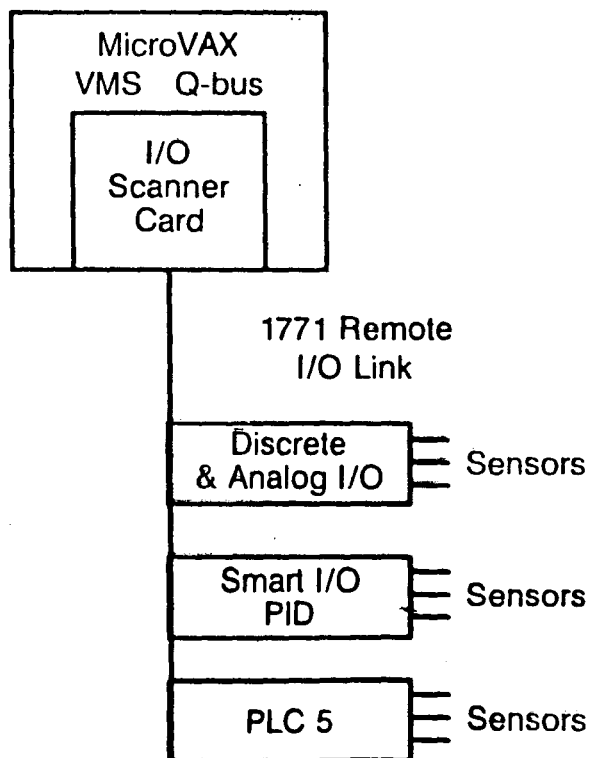 MicroVAX
VMS Q-bus
I/O
Scanner
Card
1771 Remote
I/O Link
Discrete
& Analog I/O
Sensors
Smart I/O
PID
Sensors
PLC 5
Sensors